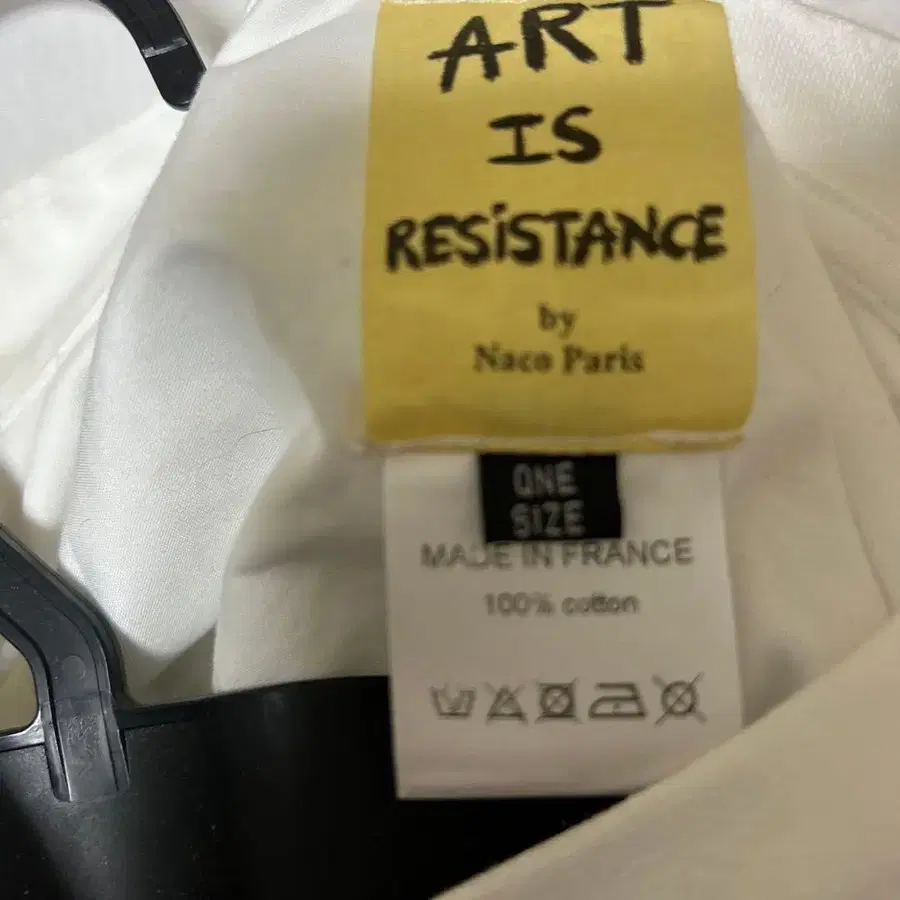 ART
IS
RESiSTANCE
by
Naco Paris
ONE
SIZE
MADE IN FRANCE
100% cotton